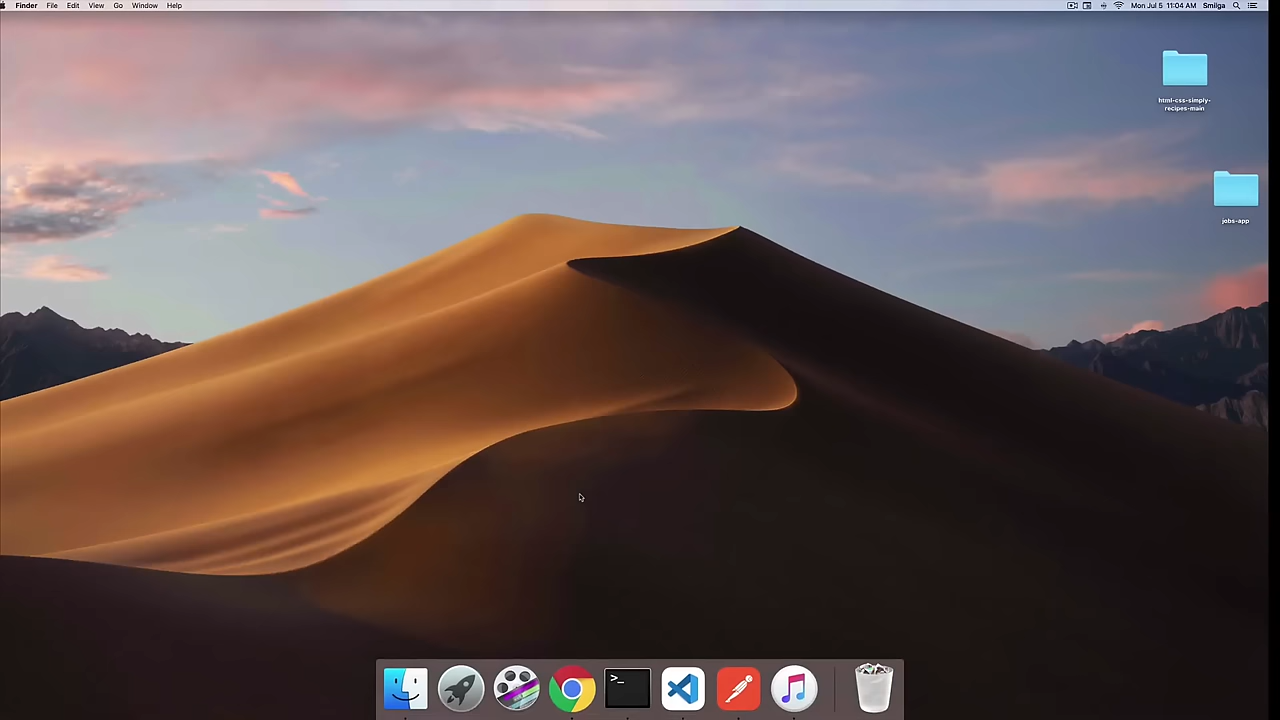 Finder File Edit View Go Window Help Mon Jul 5 11:04 AM Smilga
html-css-simply-
recipes-main
jobs-app
>_